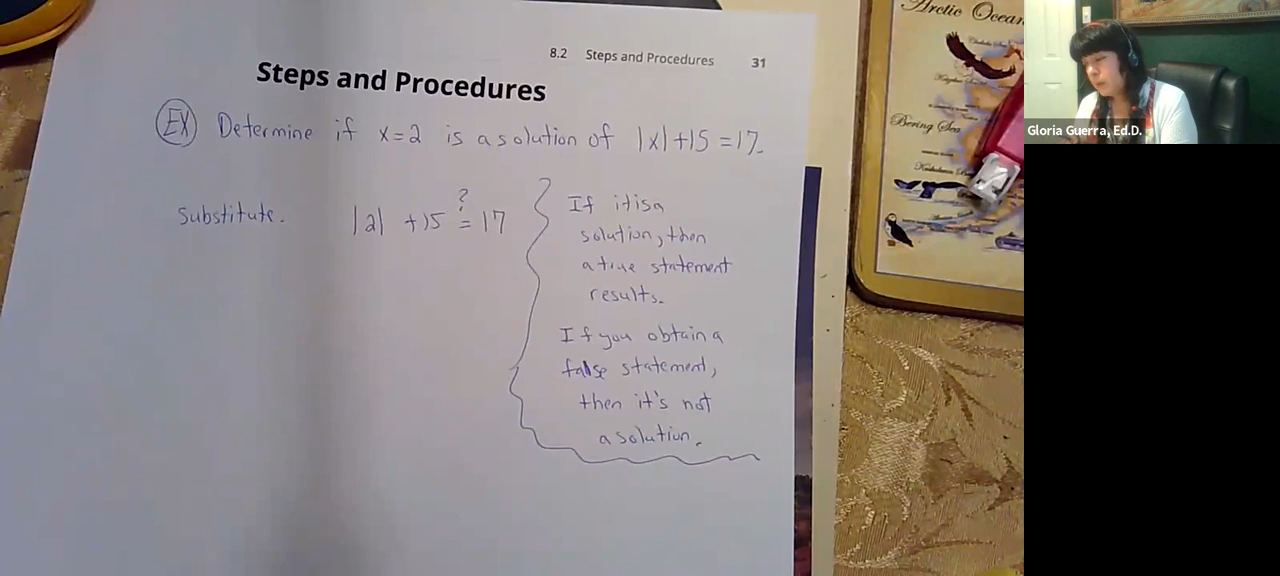 8.2 Steps and Procedures 31
Steps and Procedures
EX Determine if x=2 is a solution of |x|+15=17.
Substitute. |2| +15 ?= 17
If it is a
solution, then
a true statement
results.
If you obtain a
false statement,
then it's not
a solution.
Arctic Ocean
Bering Sea
Gloria Guerra, Ed.D.